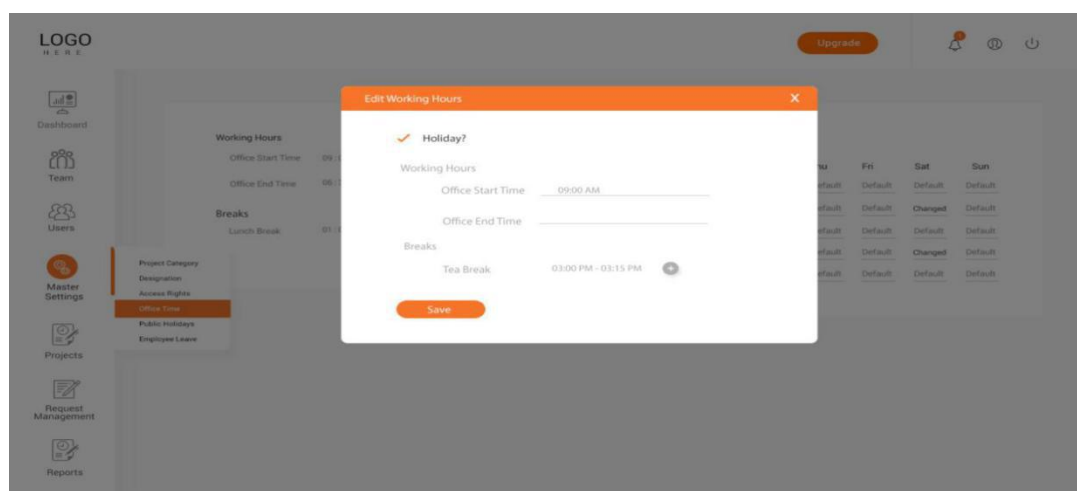 LOGO
HERE
Upgrade
Dashboard
Team
Users
Master
Settings
Projects
Request
Management
Reports
Project Category
Designation
Access Rights
Office Time
Public Holidays
Employee Leave
Working Hours
Office Start Time
Office End Time
Breaks
Lunch Break
Edit Working Hours X
Holiday?
Working Hours
Office Start Time 09:00 AM
Office End Time
Breaks
Tea Break 03:00 PM - 03:15 PM
Save
Fri Sat Sun
Default Default Default
Default Changed Default
Default Default Default
Default Changed Default
Default Default Default